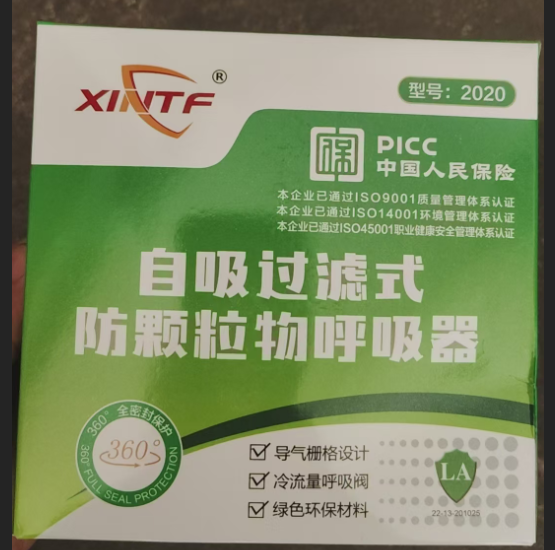 XINTF®
型号：2020
PICC
中国人民保险
本企业已通过ISO9001质量管理体系认证
本企业已通过ISO14001环境管理体系认证
本企业已通过ISO45001职业健康安全管理体系认证
自吸过滤式
防颗粒物呼吸器
360°全密封保护
360°
360°FULL SEAL PROTECTION
导气栅格设计
冷流量呼吸阀
绿色环保材料
LA
22-13-201025